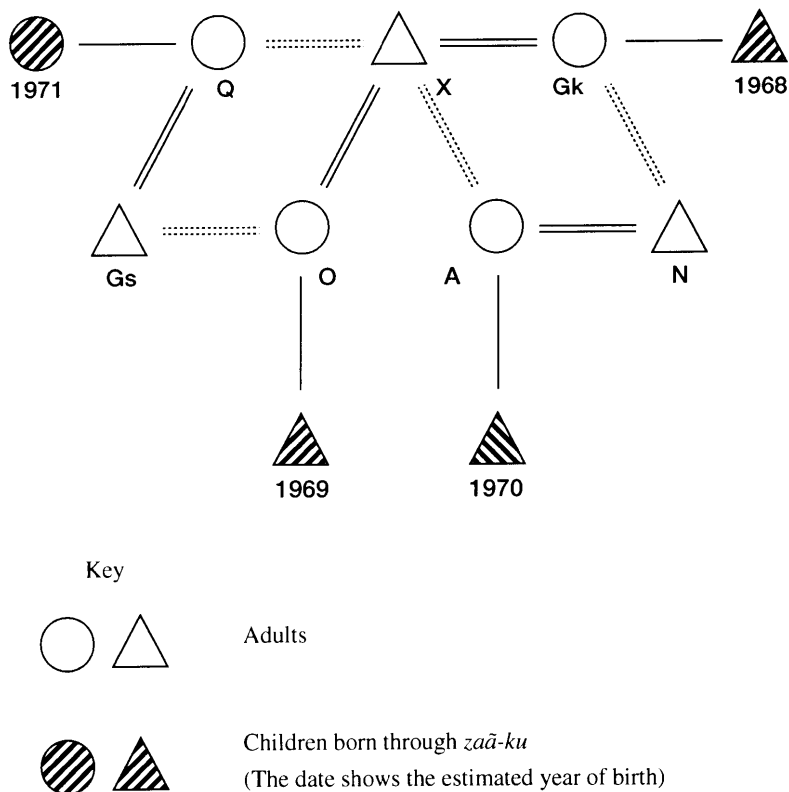 1971
Q
X
Gk
1968
Gs
O
A
N
1969
1970
Key
Adults
Children born through zaã-ku
(The date shows the estimated year of birth)